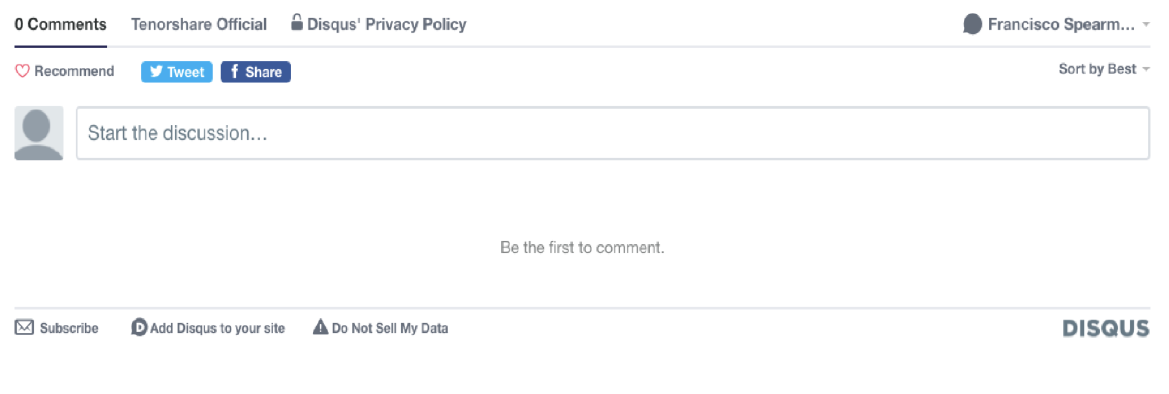 0 Comments Tenorshare Official Disqus' Privacy Policy Francisco Spearm...
Recommend Tweet f Share Sort by Best
Start the discussion...
Be the first to comment.
Subscribe D Add Disqus to your site Do Not Sell My Data DISQUS